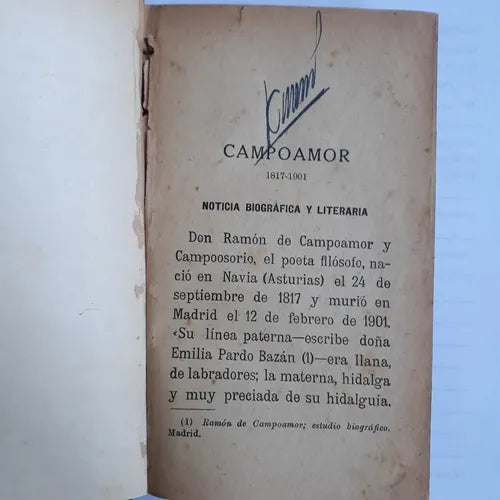 CAMPOAMOR
1817-1901
NOTICIA BIOGRÁFICA Y LITERARIA
Don Ramón de Campoamor y
Campoosorio, el poeta filósofo, na-
ció en Navia (Asturias) el 24 de
septiembre de 1817 y murió en
Madrid el 12 de febrero de 1901.
«Su línea paterna—escribe doña
Emilia Pardo Bazán (1)—era llana,
de labradores; la materna, hidalga
y muy preciada de su hidalguía.
(1) Ramón de Campoamor; estudio biográfico.
Madrid.